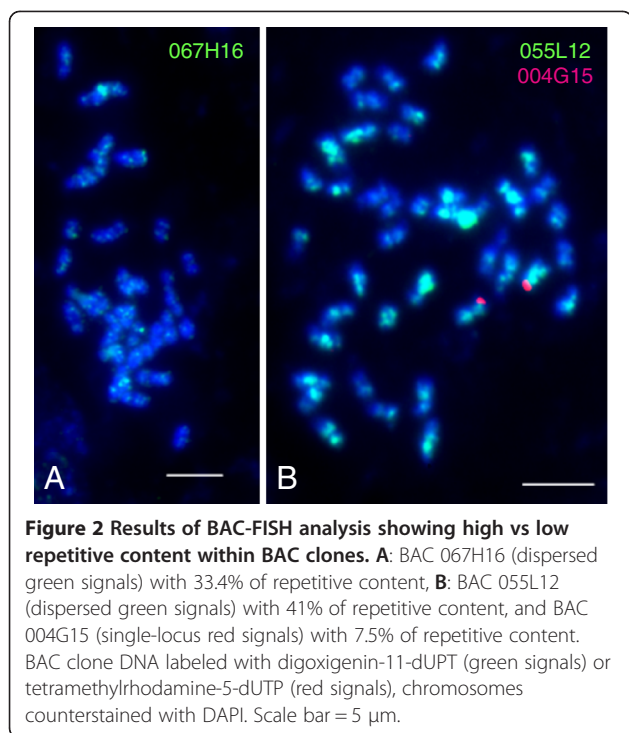 067H16
055L12
004G15
A
B
Figure 2 Results of BAC-FISH analysis showing high vs low
repetitive content within BAC clones. A: BAC 067H16 (dispersed
green signals) with 33.4% of repetitive content, B: BAC 055L12
(dispersed green signals) with 41% of repetitive content, and BAC
004G15 (single-locus red signals) with 7.5% of repetitive content.
BAC clone DNA labeled with digoxigenin-11-dUPT (green signals) or
tetramethylrhodamine-5-dUTP (red signals), chromosomes
counterstained with DAPI. Scale bar = 5 μm.